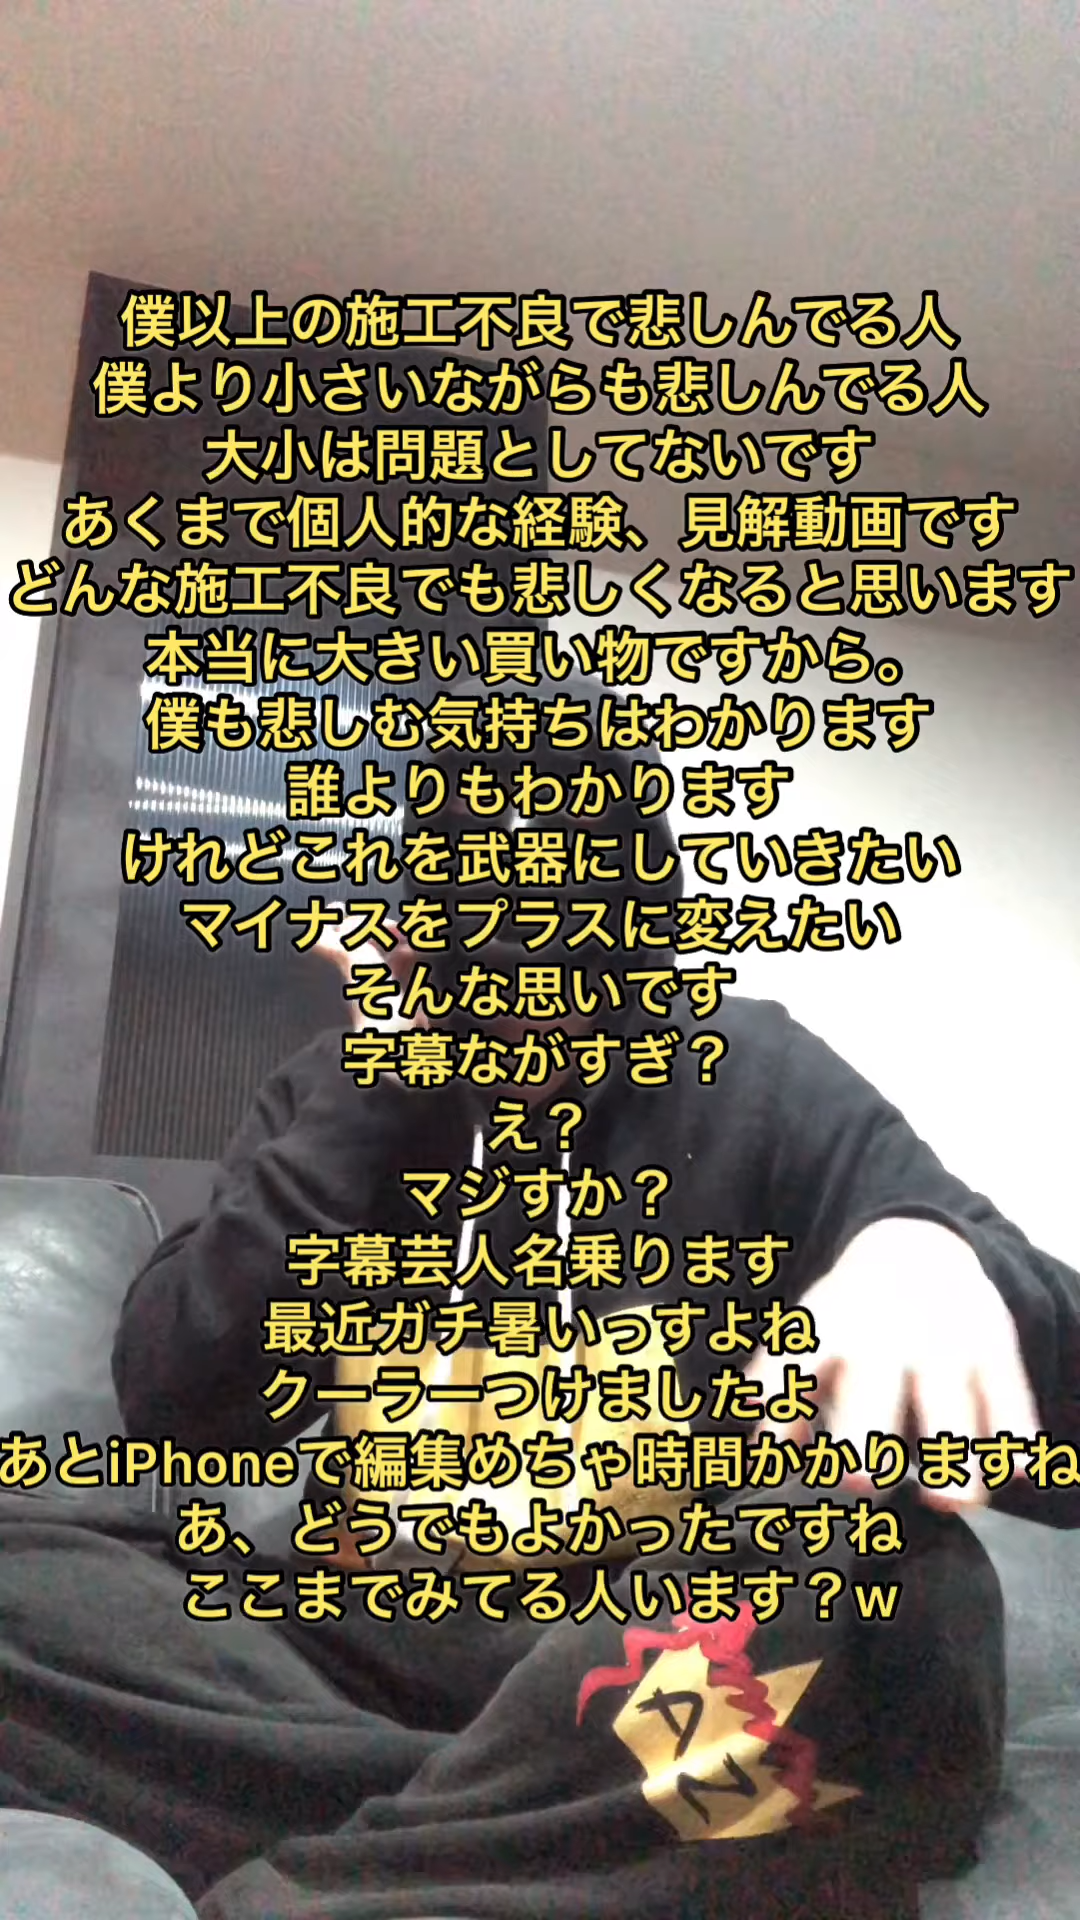 僕以上の施工不良で悲しんでる人
僕より小さいながらも悲しんでる人
大小は問題としてないです
あくまで個人的な経験、見解動画です
どんな施工不良でも悲しくなると思います
本当に大きい買い物ですから。
僕も悲しむ気持ちはわかります
誰よりもわかります
けれどこれを武器にしていきたい
マイナスをプラスに変えたい
そんな思いです
字幕ながすぎ？
え？
マジすか？
字幕芸人名乗ります
最近ガチ暑いっすよね
クーラーつけましたよ
あとiPhoneで編集めちゃ時間かかりますね
あ、どうでもよかったですね
ここまでみてる人います？w
A
N